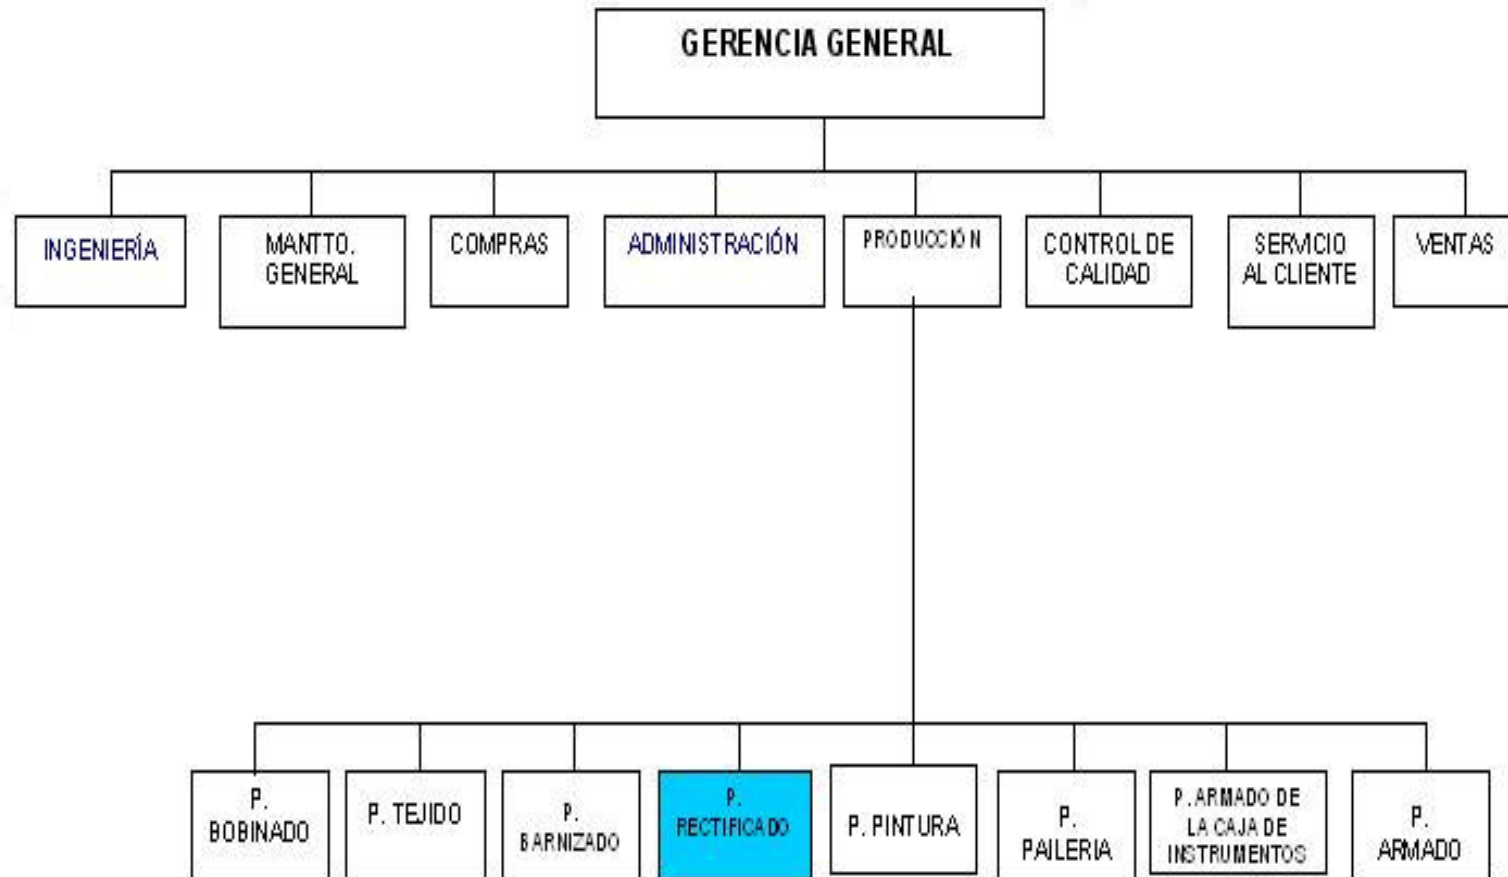 GERENCIA GENERAL
INGENIERÍA
MANTTO.
GENERAL
COMPRAS
ADMINISTRACIÓN
PRODUCCIÓN
CONTROL DE
CALIDAD
SERVICIO
AL CLIENTE
VENTAS
P.
BOBINADO
P. TEJIDO
P.
BARNIZADO
P.
RECTIFICADO
P. PINTURA
P.
PAILERIA
P. ARMADO DE
LA CAJA DE
INSTRUMENTOS
P.
ARMADO